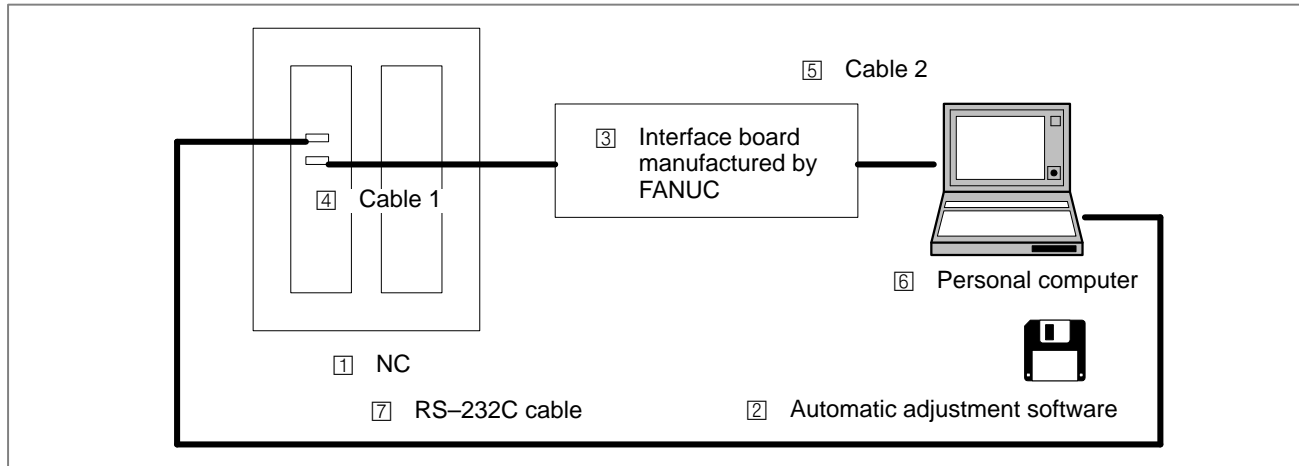 5 Cable 2
3 Interface board
manufactured by
FANUC
4 Cable 1
6 Personal computer
1 NC
7 RS–232C cable
2 Automatic adjustment software